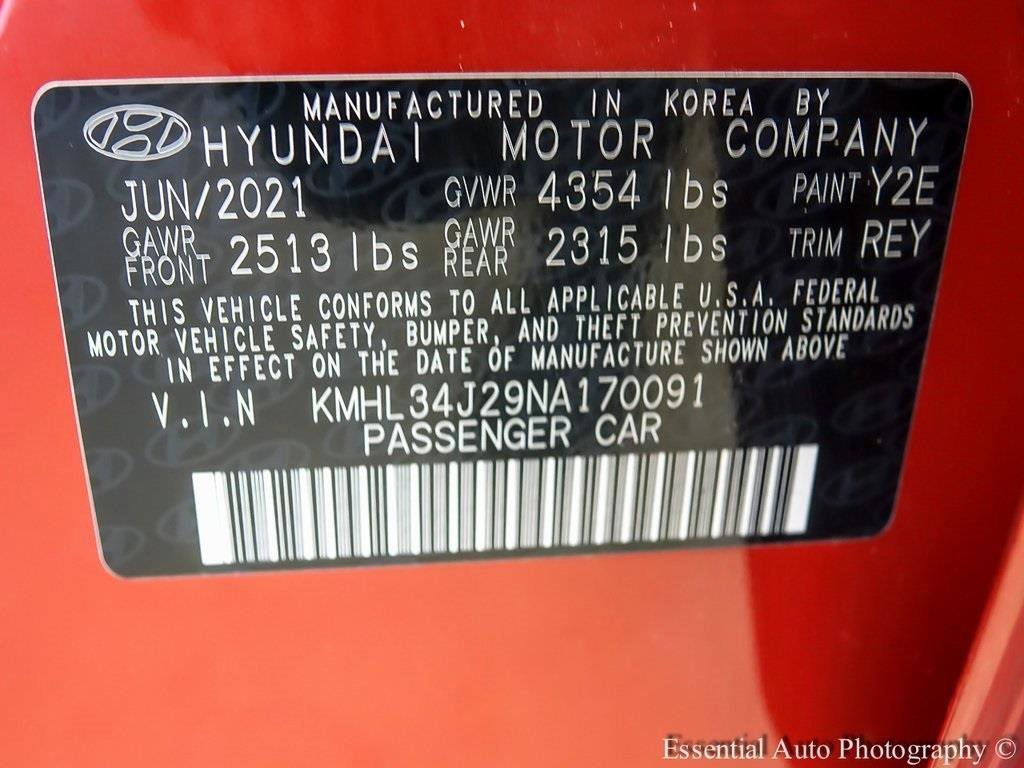 MANUFACTURED IN KOREA BY
HYUNDAI MOTOR COMPANY
JUN/2021 GVWR 4354 lbs PAINT Y2E
GAWR FRONT 2513 lbs GAWR REAR 2315 lbs TRIM REY
THIS VEHICLE CONFORMS TO ALL APPLICABLE U.S.A. FEDERAL
MOTOR VEHICLE SAFETY, BUMPER, AND THEFT PREVENTION STANDARDS
IN EFFECT ON THE DATE OF MANUFACTURE SHOWN ABOVE
V.I.N KMHL34J29NA170091
PASSENGER CAR
Essential Auto Photography ©